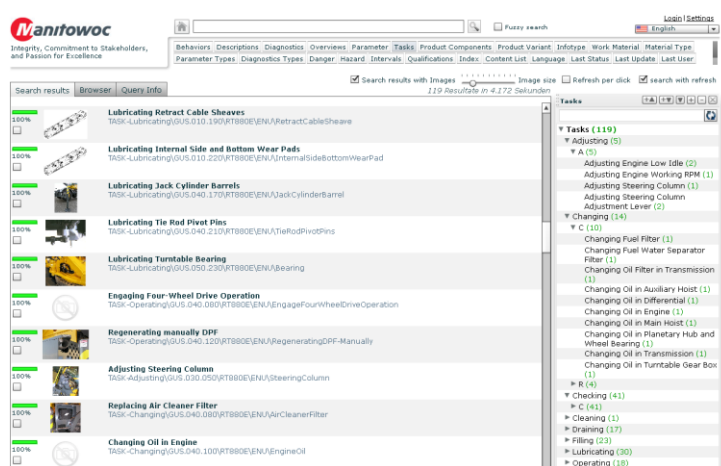 Manitowoc
Integrity, Commitment to Stakeholders,
and Passion for Excellence
Login | Settings
Fuzzy search
English
Behaviors Descriptions Diagnostics Overviews Parameter Tasks Product Components Product Variant Infotype Work Material Material Type
Parameter Types Diagnostics Types Danger Hazard Intervals Qualifications Index Content List Language Last Status Last Update Last User
Search results with Images Image size Refresh per click search with refresh
Search results Browser Query Info
119 Resultate in 4.172 Sekunden
100%
Lubricating Retract Cable Sheaves
TASK-Lubricating\GUS.010.190\RT880E\ENU\RetractCableSheave
100%
Lubricating Internal Side and Bottom Wear Pads
TASK-Lubricating\GUS.010.220\RT880E\ENU\InternalSideBottomWearPad
100%
Lubricating Jack Cylinder Barrels
TASK-Lubricating\GUS.040.170\RT880E\ENU\JackCylinderBarrel
100%
Lubricating Tie Rod Pivot Pins
TASK-Lubricating\GUS.040.210\RT880E\ENU\TieRodPivotPins
100%
Lubricating Turntable Bearing
TASK-Lubricating\GUS.050.230\RT880E\ENU\Bearing
100%
Engaging Four-Wheel Drive Operation
TASK-Operating\GUS.040.080\RT880E\ENU\EngageFourWheelDriveOperation
100%
Regenerating manually DPF
TASK-Operating\GUS.040.120\RT880E\ENU\RegeneratingDPF-Manually
100%
Adjusting Steering Column
TASK-Adjusting\GUS.030.050\RT880E\ENU\SteeringColumn
100%
Replacing Air Cleaner Filter
TASK-Changing\GUS.040.080\RT880E\ENU\AirCleanerFilter
100%
Changing Oil in Engine
TASK-Changing\GUS.040.100\RT880E\ENU\EngineOil
Tasks
Tasks (119)
Adjusting (5)
A (5)
Adjusting Engine Low Idle (2)
Adjusting Engine Working RPM (1)
Adjusting Steering Column (1)
Adjusting Steering Column
Adjustment Lever (2)
Changing (14)
C (10)
Changing Fuel Filter (1)
Changing Fuel Water Separator
Filter (1)
Changing Oil Filter in Transmission
(1)
Changing Oil in Auxiliary Hoist (1)
Changing Oil in Differential (1)
Changing Oil in Engine (1)
Changing Oil in Main Hoist (1)
Changing Oil in Planetary Hub and
Wheel Bearing (1)
Changing Oil in Transmission (1)
Changing Oil in Turntable Gear Box
(1)
R (4)
Checking (41)
C (41)
Cleaning (1)
Draining (17)
Filling (23)
Lubricating (30)
Operating (18)